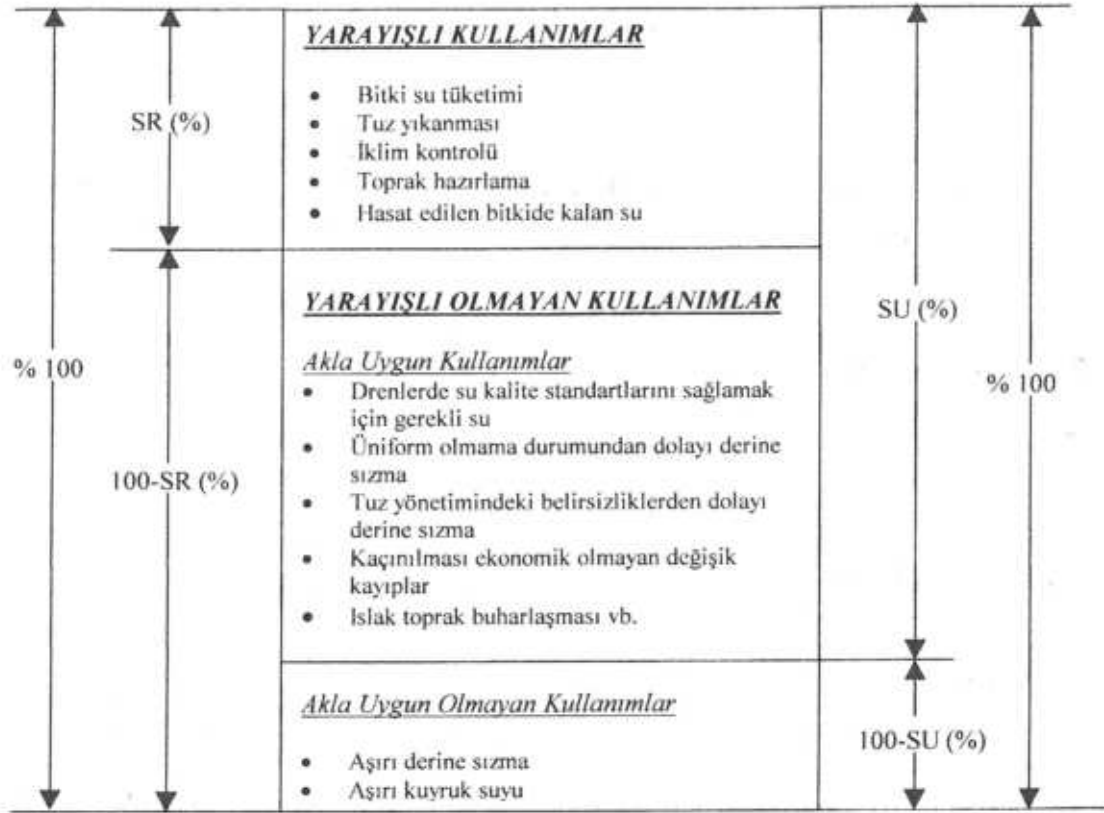 YARAYIŞLI KULLANIMLAR
• Bitki su tüketimi
• Tuz yıkanması
• İklim kontrolü
• Toprak hazırlama
• Hasat edilen bitkide kalan su
SR (%)
YARAYIŞLI OLMAYAN KULLANIMLAR
SU (%)
Akla Uygun Kullanımlar
% 100
% 100
• Drenlerde su kalite standartlarını sağlamak
için gerekli su
• Üniform olmama durumundan dolayı derine
sızma
100-SR (%)
• Tuz yönetimindeki belirsizliklerden dolayı
derine sızma
• Kaçınılması ekonomik olmayan değişik
kayıplar
• Islak toprak buharlaşması vb.
Akla Uygun Olmayan Kullanımlar
100-SU (%)
• Aşırı derine sızma
• Aşırı kuyruk suyu